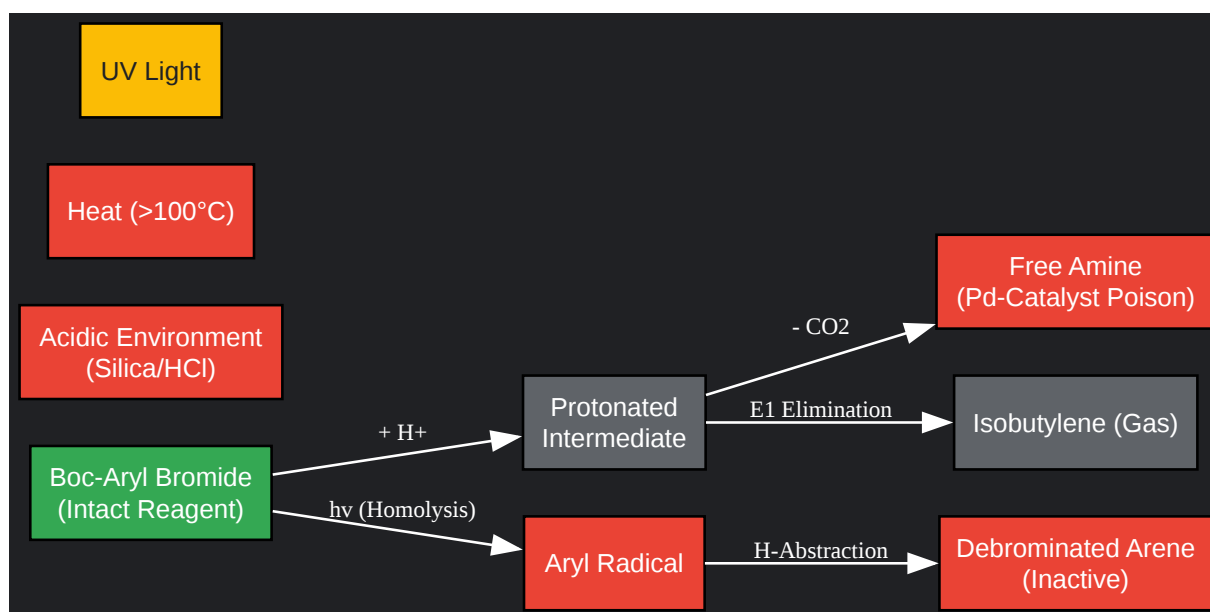 UV Light
Heat (>100°C)
Acidic Environment
(Silica/HCl)
Boc-Aryl Bromide
(Intact Reagent)
+ H+
hv (Homolysis)
Protonated
Intermediate
Aryl Radical
- CO2
E1 Elimination
H-Abstraction
Free Amine
(Pd-Catalyst Poison)
Isobutylene (Gas)
Debrominated Arene
(Inactive)